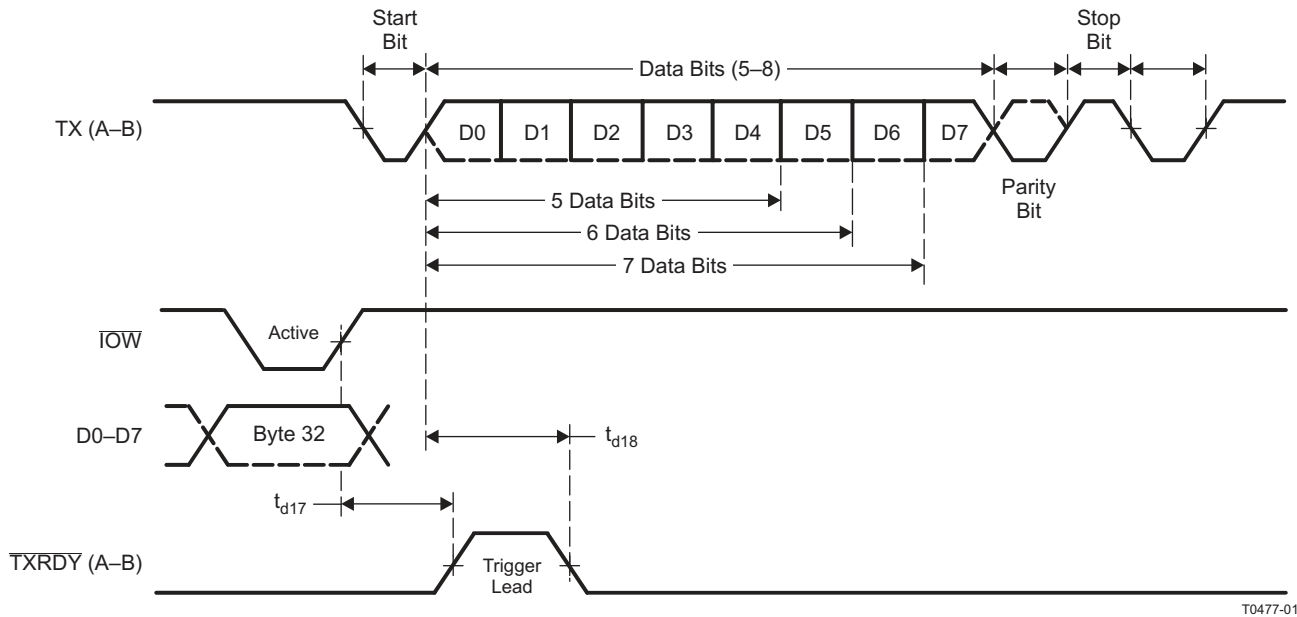 Start
Bit
Stop
Bit
Data Bits (5–8)
TX (A–B)
D0
D1
D2
D3
D4
D5
D6
D7
Parity
Bit
5 Data Bits
6 Data Bits
7 Data Bits
IOW
Active
D0–D7
Byte 32
td18
td17
TXRDY (A–B)
Trigger
Lead
T0477-01